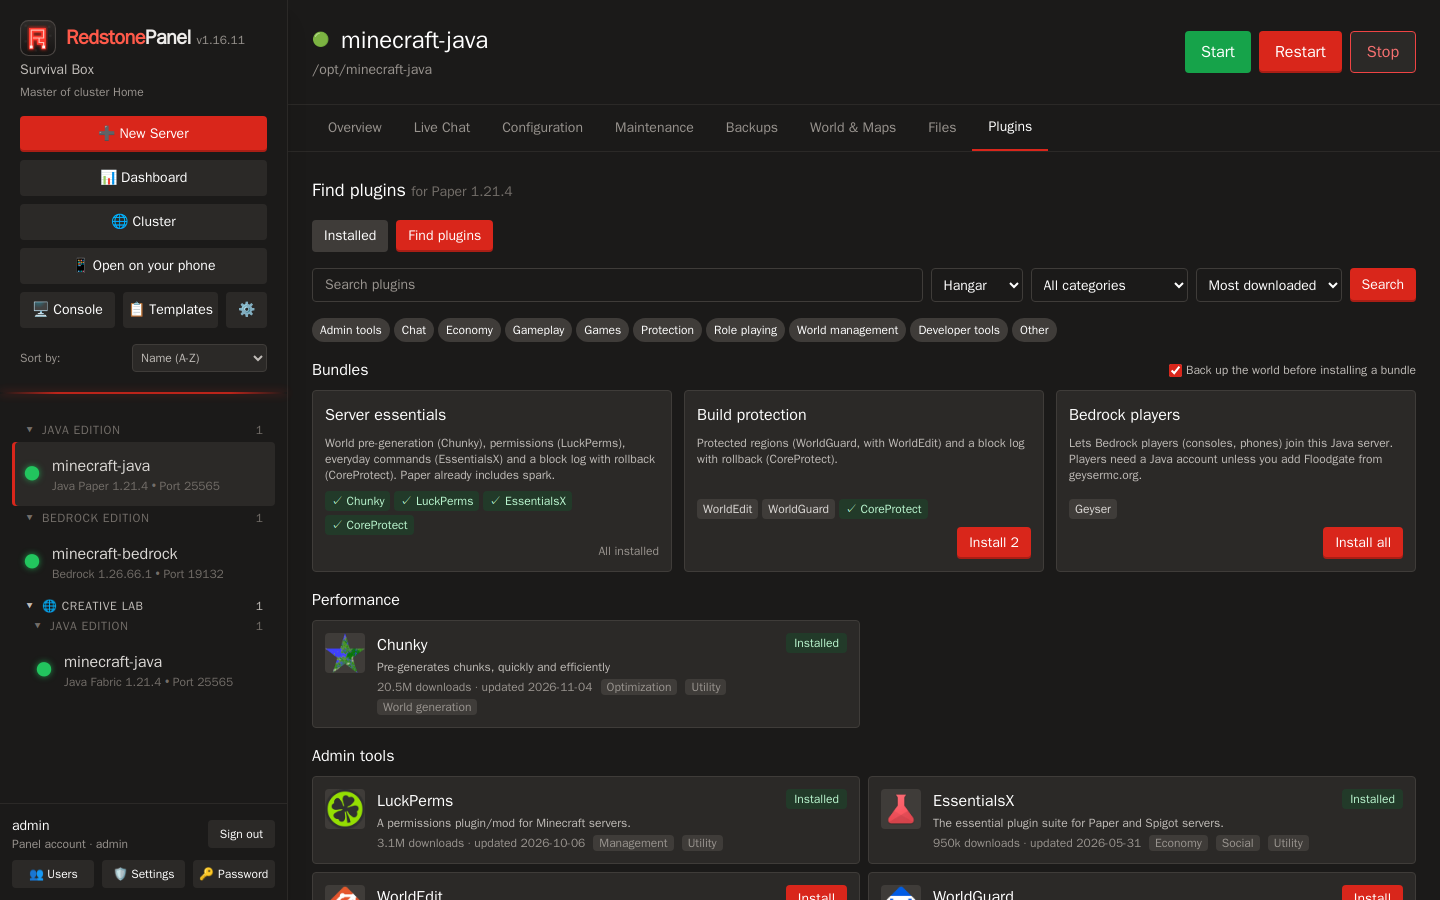 RedstonePanel v1.16.11
Survival Box
Master of cluster Home
➕ New Server
📊 Dashboard
🌐 Cluster
📱 Open on your phone
🖥️ Console
📋 Templates
⚙️
Sort by:
Name (A-Z)
▼ JAVA EDITION 1
minecraft-java
Java Paper 1.21.4 • Port 25565
▼ BEDROCK EDITION 1
minecraft-bedrock
Bedrock 1.26.66.1 • Port 19132
▼ 🌐 CREATIVE LAB 1
▼ JAVA EDITION 1
minecraft-java
Java Fabric 1.21.4 • Port 25565
admin
Panel account · admin
Sign out
👥 Users
🛡️ Settings
🔑 Password
minecraft-java
/opt/minecraft-java
Start
Restart
Stop
Overview
Live Chat
Configuration
Maintenance
Backups
World & Maps
Files
Plugins
Find plugins for Paper 1.21.4
Installed
Find plugins
Search plugins
Hangar
All categories
Most downloaded
Search
Admin tools
Chat
Economy
Gameplay
Games
Protection
Role playing
World management
Developer tools
Other
Bundles
Back up the world before installing a bundle
Server essentials
World pre-generation (Chunky), permissions (LuckPerms),
everyday commands (EssentialsX) and a block log with rollback
(CoreProtect). Paper already includes spark.
✓ Chunky
✓ LuckPerms
✓ EssentialsX
✓ CoreProtect
All installed
Build protection
Protected regions (WorldGuard, with WorldEdit) and a block log
with rollback (CoreProtect).
WorldEdit
WorldGuard
✓ CoreProtect
Install 2
Bedrock players
Lets Bedrock players (consoles, phones) join this Java server.
Players need a Java account unless you add Floodgate from
geysermc.org.
Geyser
Install all
Performance
Chunky
Installed
Pre-generates chunks, quickly and efficiently
20.5M downloads · updated 2026-11-04
Optimization
Utility
World generation
Admin tools
LuckPerms
Installed
A permissions plugin/mod for Minecraft servers.
3.1M downloads · updated 2026-10-06
Management
Utility
EssentialsX
Installed
The essential plugin suite for Paper and Spigot servers.
950k downloads · updated 2026-05-31
Economy
Social
Utility
WorldEdit
Install
WorldGuard
Install